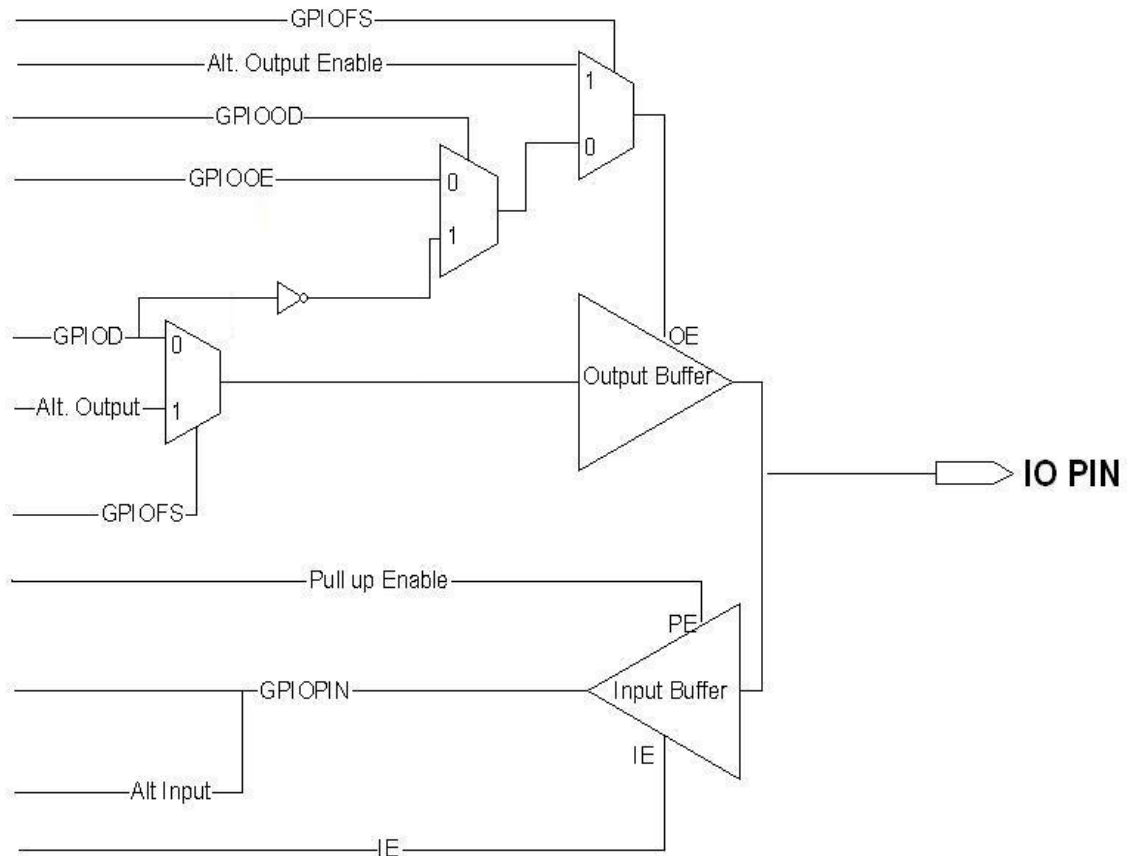 GPIOFS
Alt. Output Enable
1
GPIOOD
0
GPIOOE
0
1
GPIOD
0
OE
Output Buffer
Alt. Output
1
IO PIN
GPIOFS
Pull up Enable
PE
GPIOPIN
Input Buffer
IE
Alt Input
IE